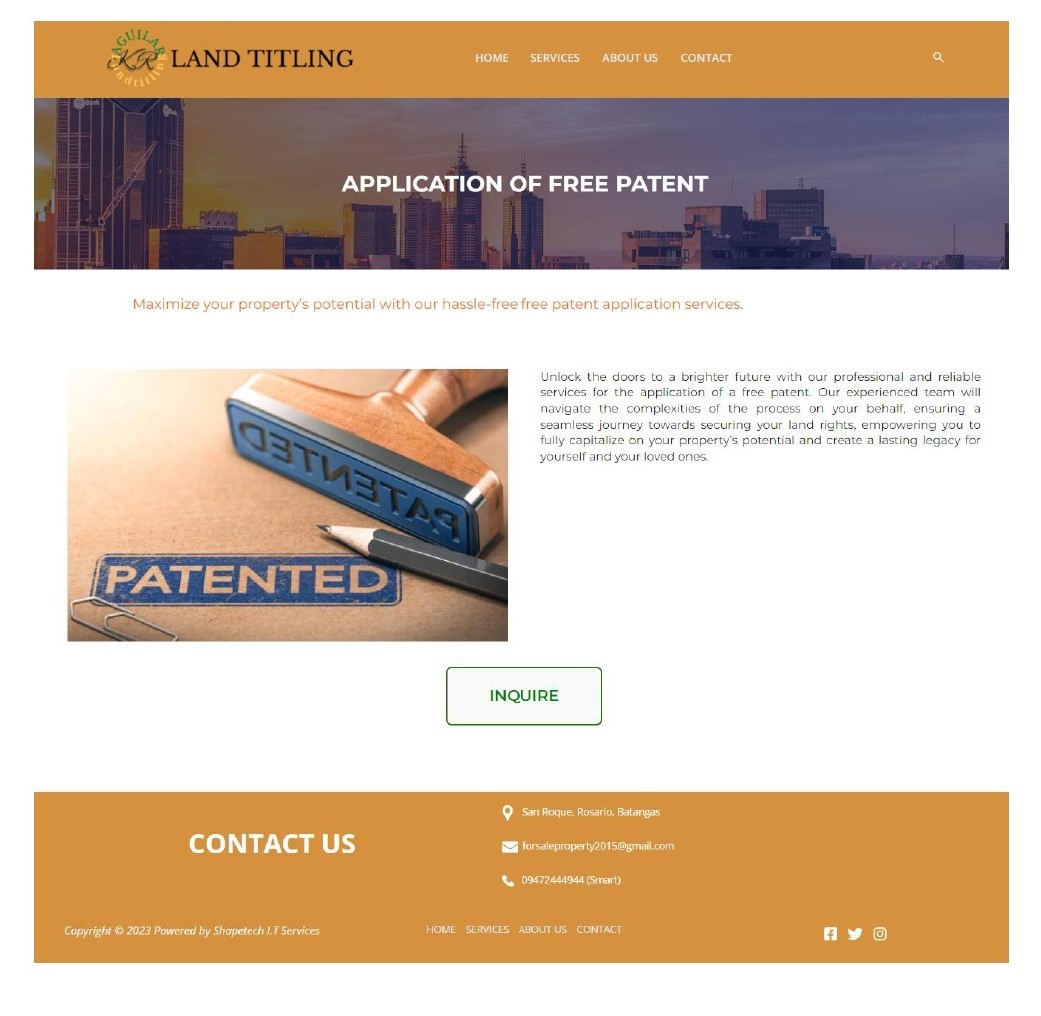 AGUILAR
KR
landtitling
LAND TITLING
HOME SERVICES ABOUT US CONTACT
APPLICATION OF FREE PATENT
Maximize your property's potential with our hassle-free free patent application services.
Unlock the doors to a brighter future with our professional and reliable
services for the application of a free patent. Our experienced team will
navigate the complexities of the process on your behalf, ensuring a
seamless journey towards securing your land rights, empowering you to
fully capitalize on your property's potential and create a lasting legacy for
yourself and your loved ones.
PATENTED
PATENTED
INQUIRE
CONTACT US
San Roque, Rosario, Batangas
forsaleproperty2015@gmail.com
09472444944 (Smart)
Copyright © 2023 Powered by Shapetech I.T Services
HOME SERVICES ABOUT US CONTACT